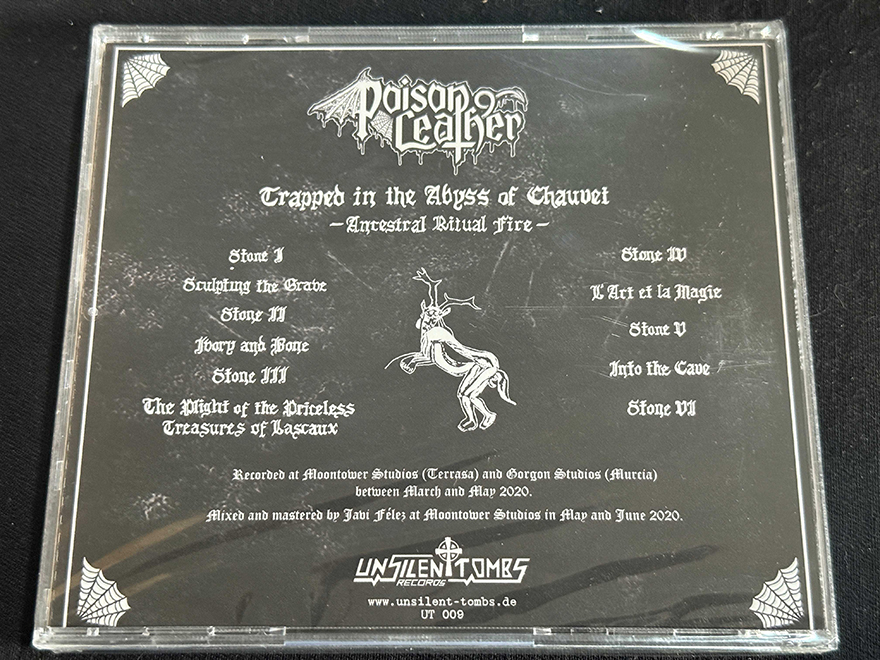 Poison
Leather
Trapped in the Abyss of Chauvet
-Ancestral Ritual Fire-
Stone I
Sculpting the Grave
Stone II
Ivory and Bone
Stone III
The Plight of the Priceless
Treasures of Lascaux
Stone IV
L'Art et la Magie
Stone V
Into the Cave
Stone VI
Recorded at Moontower Studios (Terrasa) and Gorgon Studios (Murcia)
between March and May 2020.
Mixed and mastered by Javi Félez at Moontower Studios in May and June 2020.
UNSILENT TOMBS
RECORDS
www.unsilent-tombs.de
UT 009